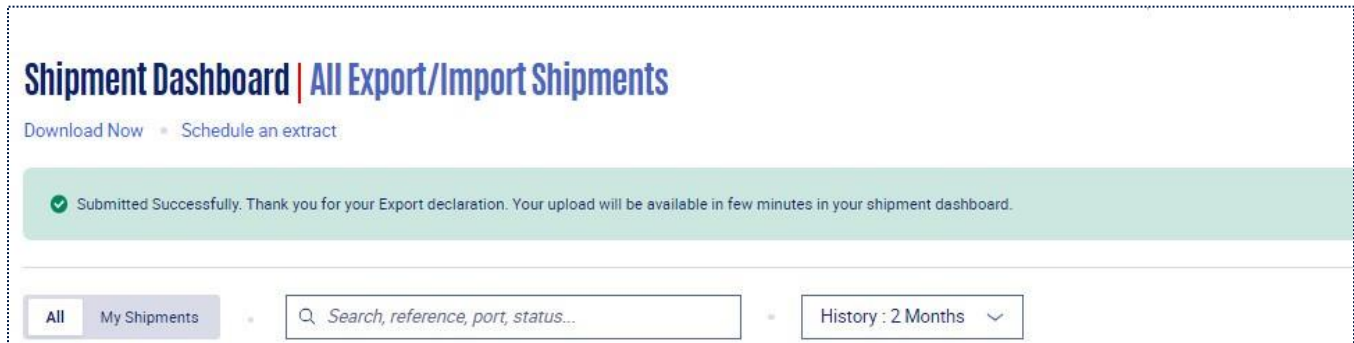 Shipment Dashboard | All Export/Import Shipments
Download Now • Schedule an extract
Submitted Successfully. Thank you for your Export declaration. Your upload will be available in few minutes in your shipment dashboard.
All My Shipments Search, reference, port, status... History : 2 Months